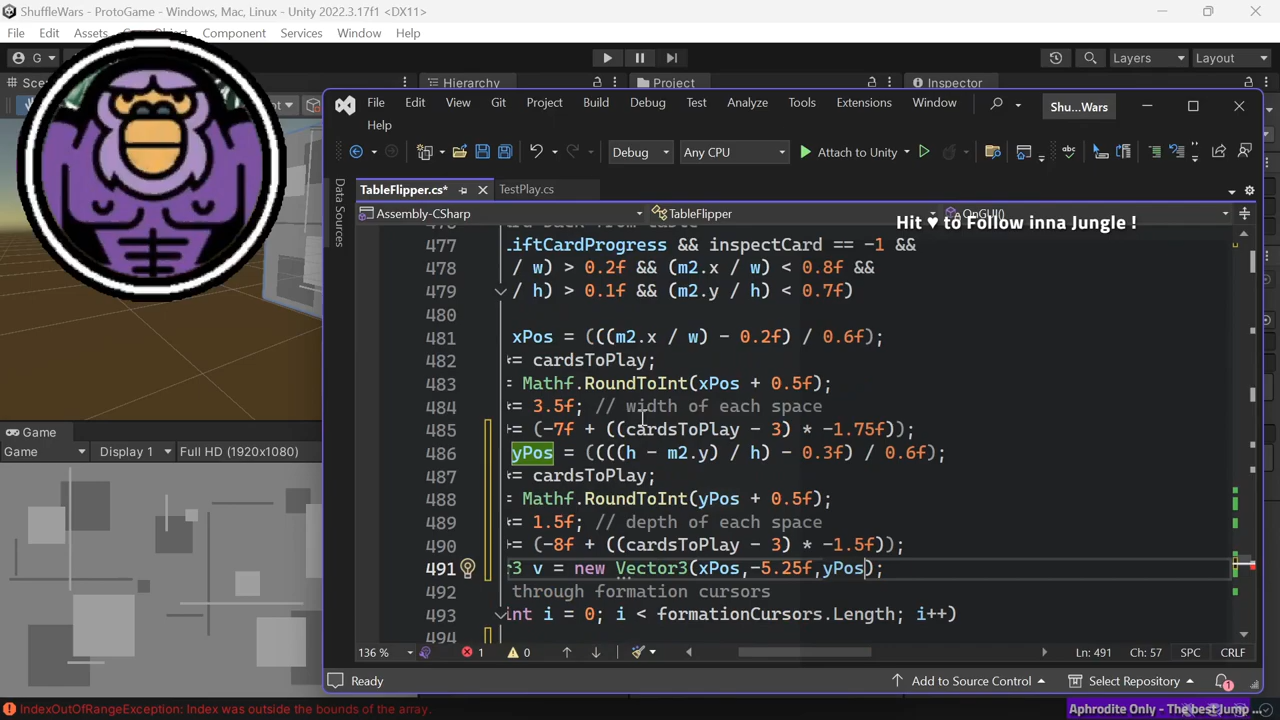 ShuffleWars - ProtoGame - Windows, Mac, Linux - Unity 2022.3.17f1 <DX11>
File Edit Assets Component Services Window Help
G Layers Layout
Hierarchy Project Inspector
File Edit View Git Project Build Debug Test Analyze Tools Extensions Window Shu...Wars
Help
Debug Any CPU Attach to Unity
Data Sources
TableFlipper.cs* TestPlay.cs
Assembly-CSharp TableFlipper OnGUI()
Hit ♥ to Follow inna Jungle !
477 LiftCardProgress && inspectCard == -1 &&
478 / w) > 0.2f && (m2.x / w) < 0.8f &&
479 / h) > 0.1f && (m2.y / h) < 0.7f)
480
481 xPos = (((m2.x / w) - 0.2f) / 0.6f);
482 *= cardsToPlay;
483 = Mathf.RoundToInt(xPos + 0.5f);
484 *= 3.5f; // width of each space
485 += (-7f + ((cardsToPlay - 3) * -1.75f));
486 yPos = ((((h - m2.y) / h) - 0.3f) / 0.6f);
487 *= cardsToPlay;
488 = Mathf.RoundToInt(yPos + 0.5f);
489 *= 1.5f; // depth of each space
490 += (-8f + ((cardsToPlay - 3) * -1.5f));
491 r3 v = new Vector3(xPos,-5.25f,yPos);
492 through formation cursors
493 int i = 0; i < formationCursors.Length; i++)
494
136 % 1 0 Ln: 491 Ch: 57 SPC CRLF
Ready Add to Source Control Select Repository 1
Game
Game Display 1 Full HD (1920x1080)
IndexOutOfRangeException: Index was outside the bounds of the array.
Aphrodite Only - The best Jump ...